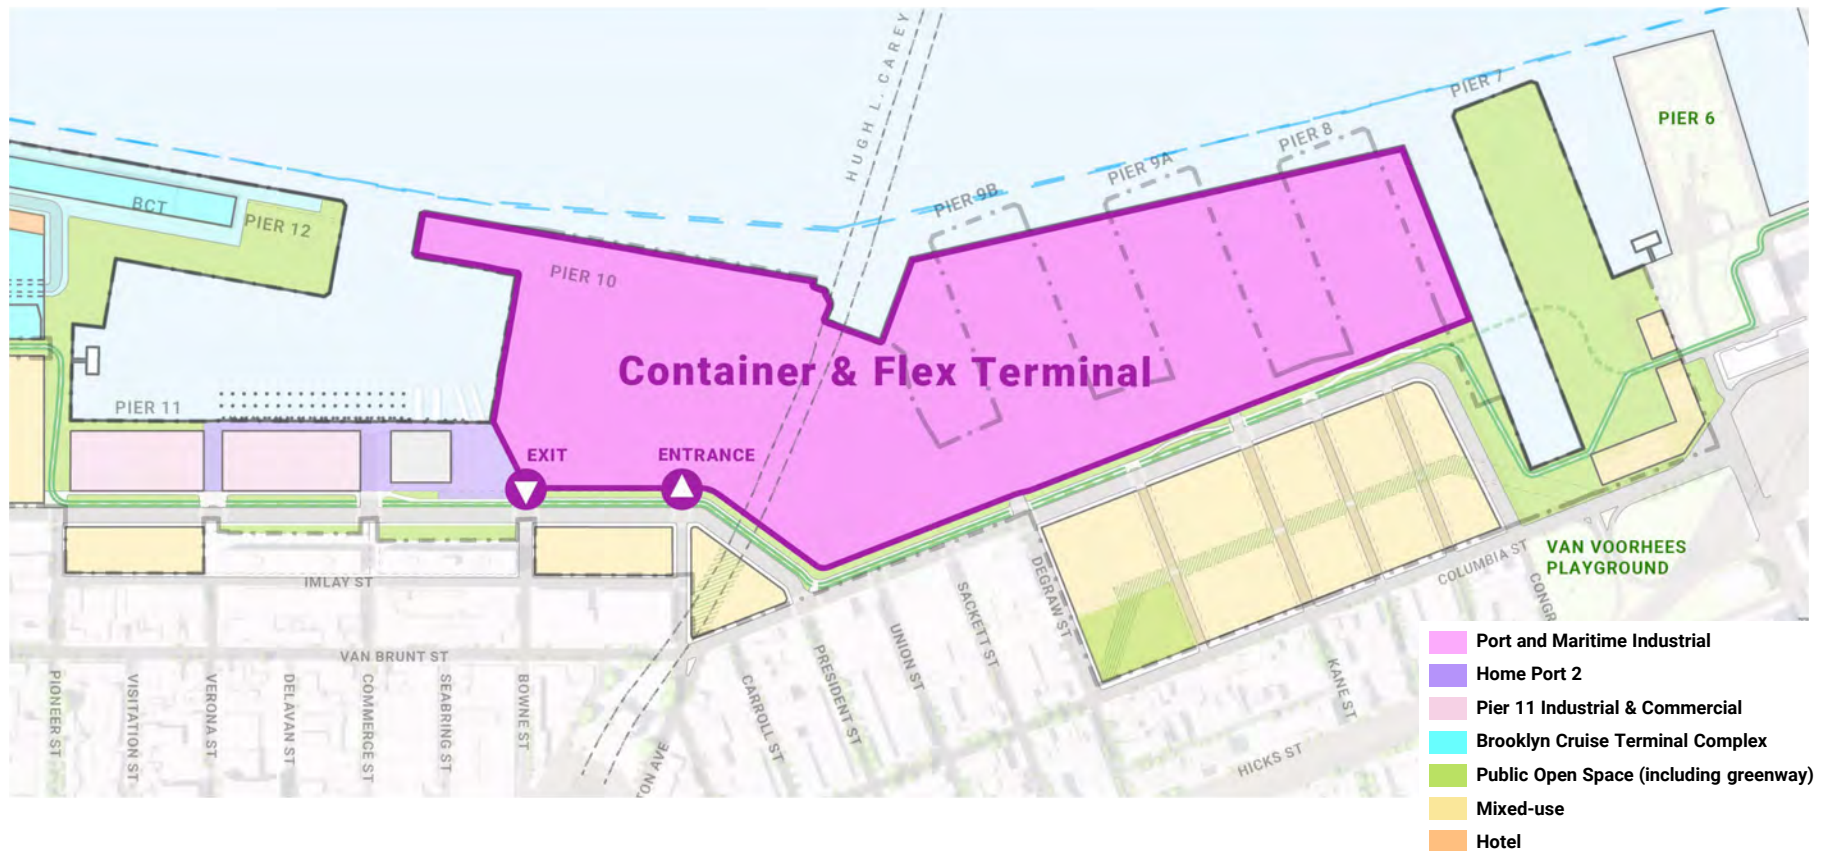 HUGH L. CAREY
PIER 7
PIER 6
PIER 8
PIER 9A
PIER 9B
BCT
PIER 12
PIER 10
Container & Flex Terminal
PIER 11
EXIT
ENTRANCE
VAN VOORHEES
PLAYGROUND
COLUMBIA ST
CONGR
DEGRAW ST
SACKETT ST
UNION ST
PRESIDENT ST
CARROLL ST
KANE ST
HICKS ST
IMLAY ST
VAN BRUNT ST
PIONEER ST
VISITATION ST
VERONA ST
DELAVAN ST
COMMERCE ST
SEABRING ST
BOWNE ST
TON AVE
Port and Maritime Industrial
Home Port 2
Pier 11 Industrial & Commercial
Brooklyn Cruise Terminal Complex
Public Open Space (including greenway)
Mixed-use
Hotel